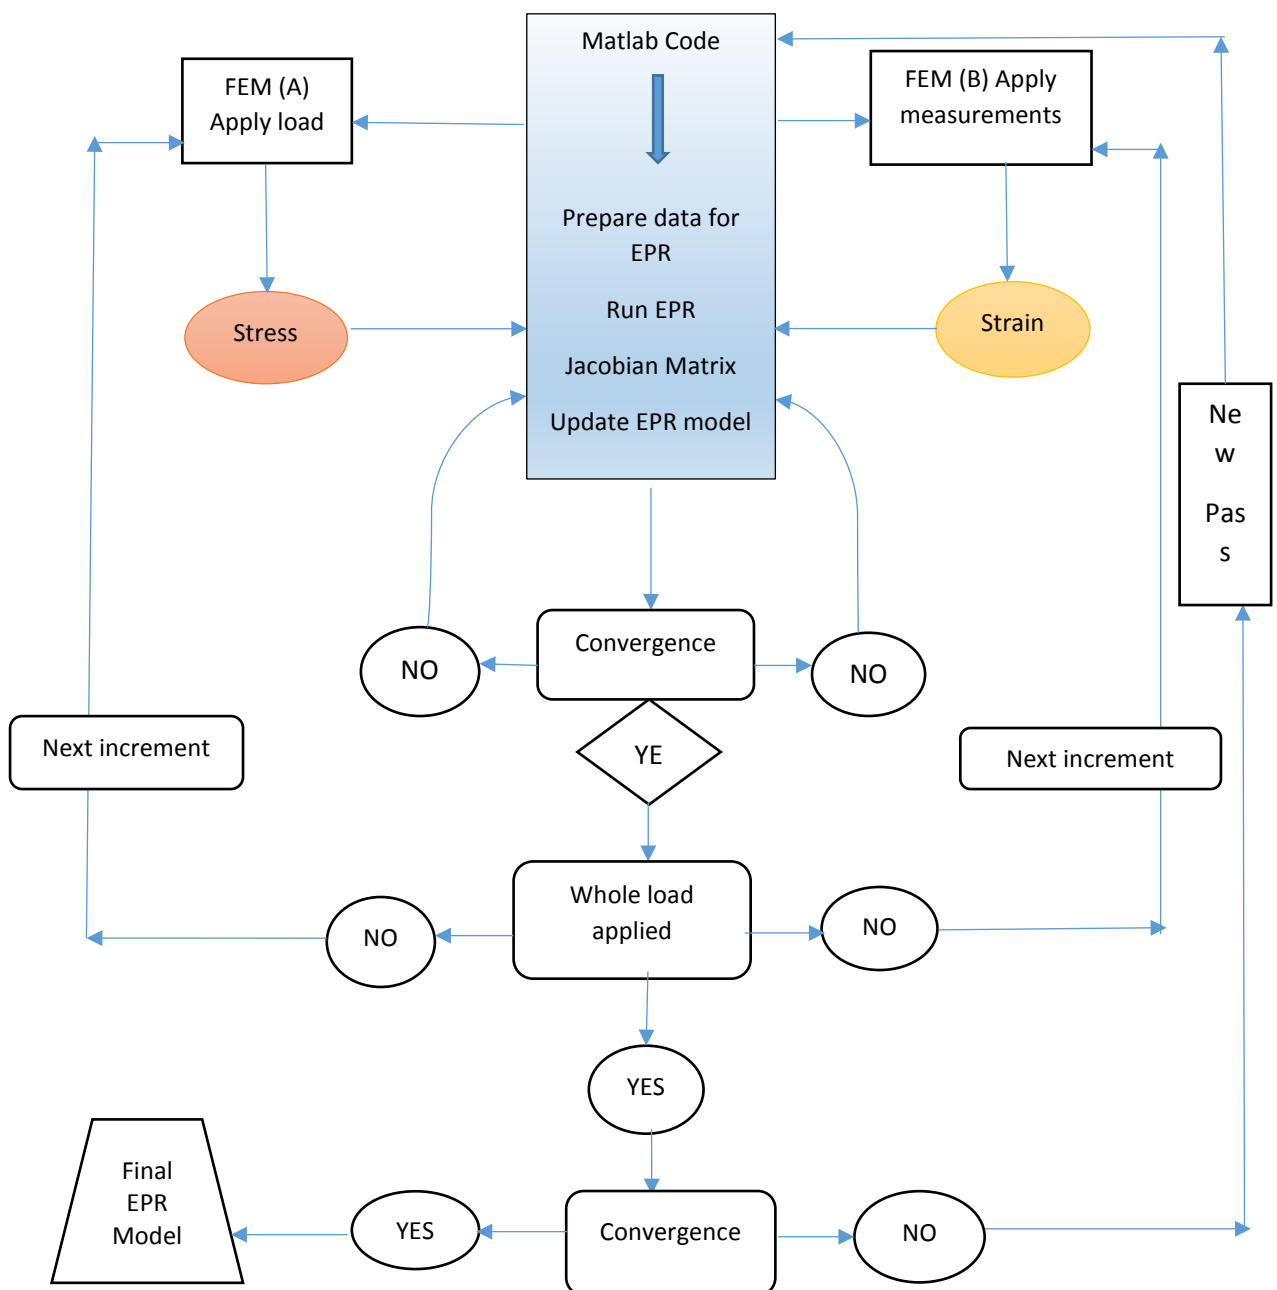 Matlab Code
FEM (A)
Apply load
FEM (B) Apply
measurements
Prepare data for
EPR
Run EPR
Jacobian Matrix
Update EPR model
Stress
Strain
Ne
w
Pas
s
Convergence
NO
NO
YE
Next increment
Next increment
Whole load
applied
NO
NO
YES
Final
EPR
Model
YES
Convergence
NO